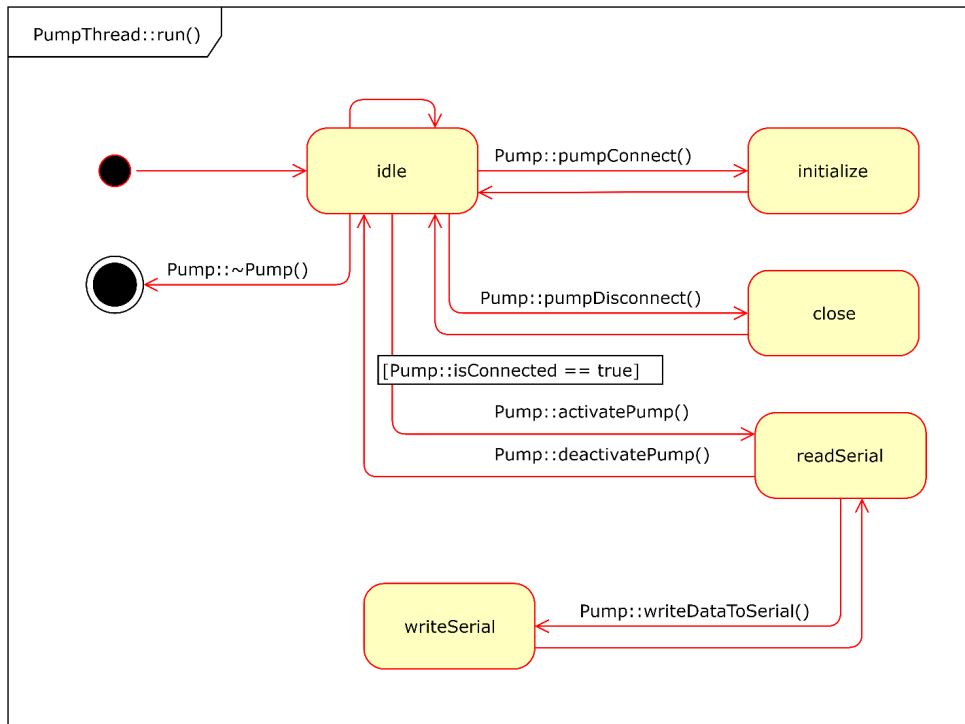 PumpThread::run()
idle
Pump::pumpConnect()
initialize
Pump::~Pump()
Pump::pumpDisconnect()
close
[Pump::isConnected == true]
Pump::activatePump()
Pump::deactivatePump()
readSerial
writeSerial
Pump::writeDataToSerial()